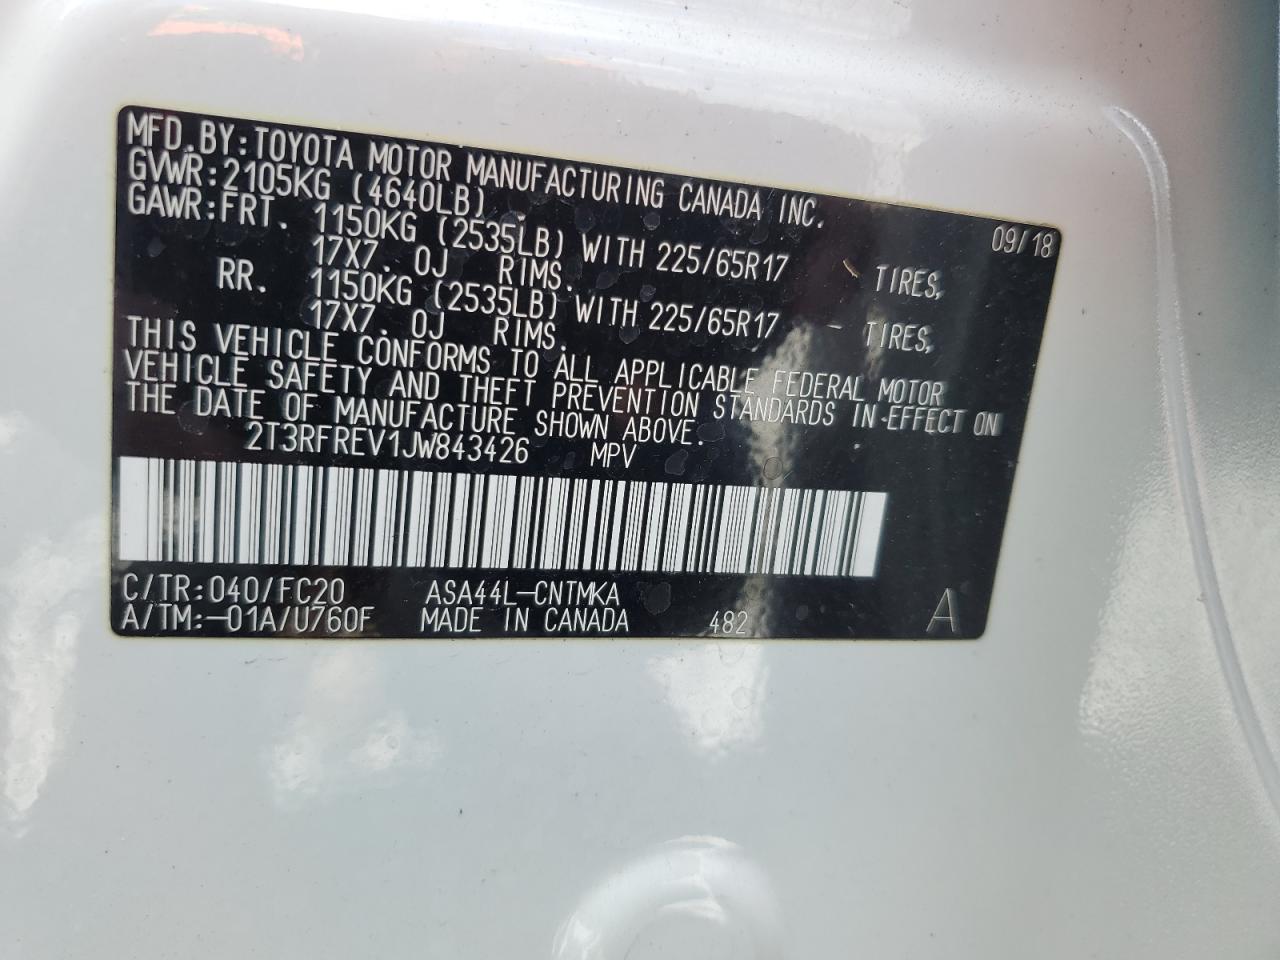 MFD.BY:TOYOTA MOTOR MANUFACTURING CANADA INC.
GVWR:2105KG (4640LB) 09/18
GAWR:FRT. 1150KG (2535LB) WITH 225/65R17 TIRES,
17X7.0J RIMS.
RR. 1150KG (2535LB) WITH 225/65R17 TIRES,
17X7.0J RIMS.
THIS VEHICLE CONFORMS TO ALL APPLICABLE FEDERAL MOTOR
VEHICLE SAFETY AND THEFT PREVENTION STANDARDS IN EFFECT ON
THE DATE OF MANUFACTURE SHOWN ABOVE.
2T3RFREV1JW843426 MPV
C/TR:040/FC20 ASA44L-CNTMKA
A/TM:-01A/U760F MADE IN CANADA 482 A